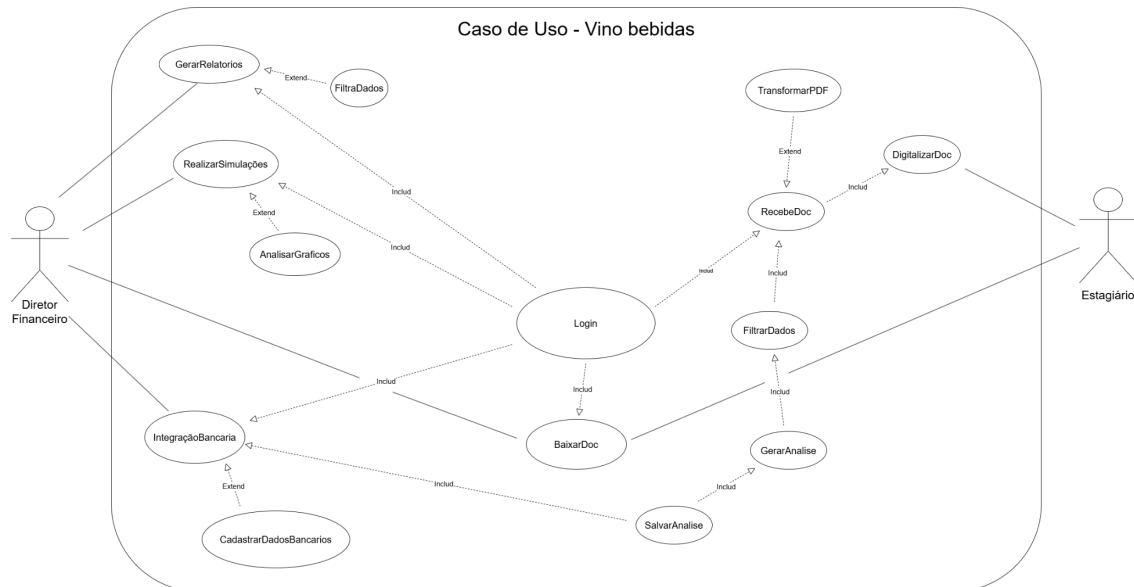 Caso de Uso - Vino bebidas
GerarRelatorios
Extend
FiltraDados
TransformarPDF
RealizarSimulações
Extend
DigitalizarDoc
Includ
Includ
Extend
AnalisarGraficos
Includ
RecebeDoc
Includ
Includ
Diretor
Financeiro
Estagiário
Login
FiltrarDados
Includ
Includ
Includ
Includ
IntegraçãoBancaria
BaixarDoc
GerarAnalise
Extend
Includ
Includ
SalvarAnalise
CadastrarDadosBancarios